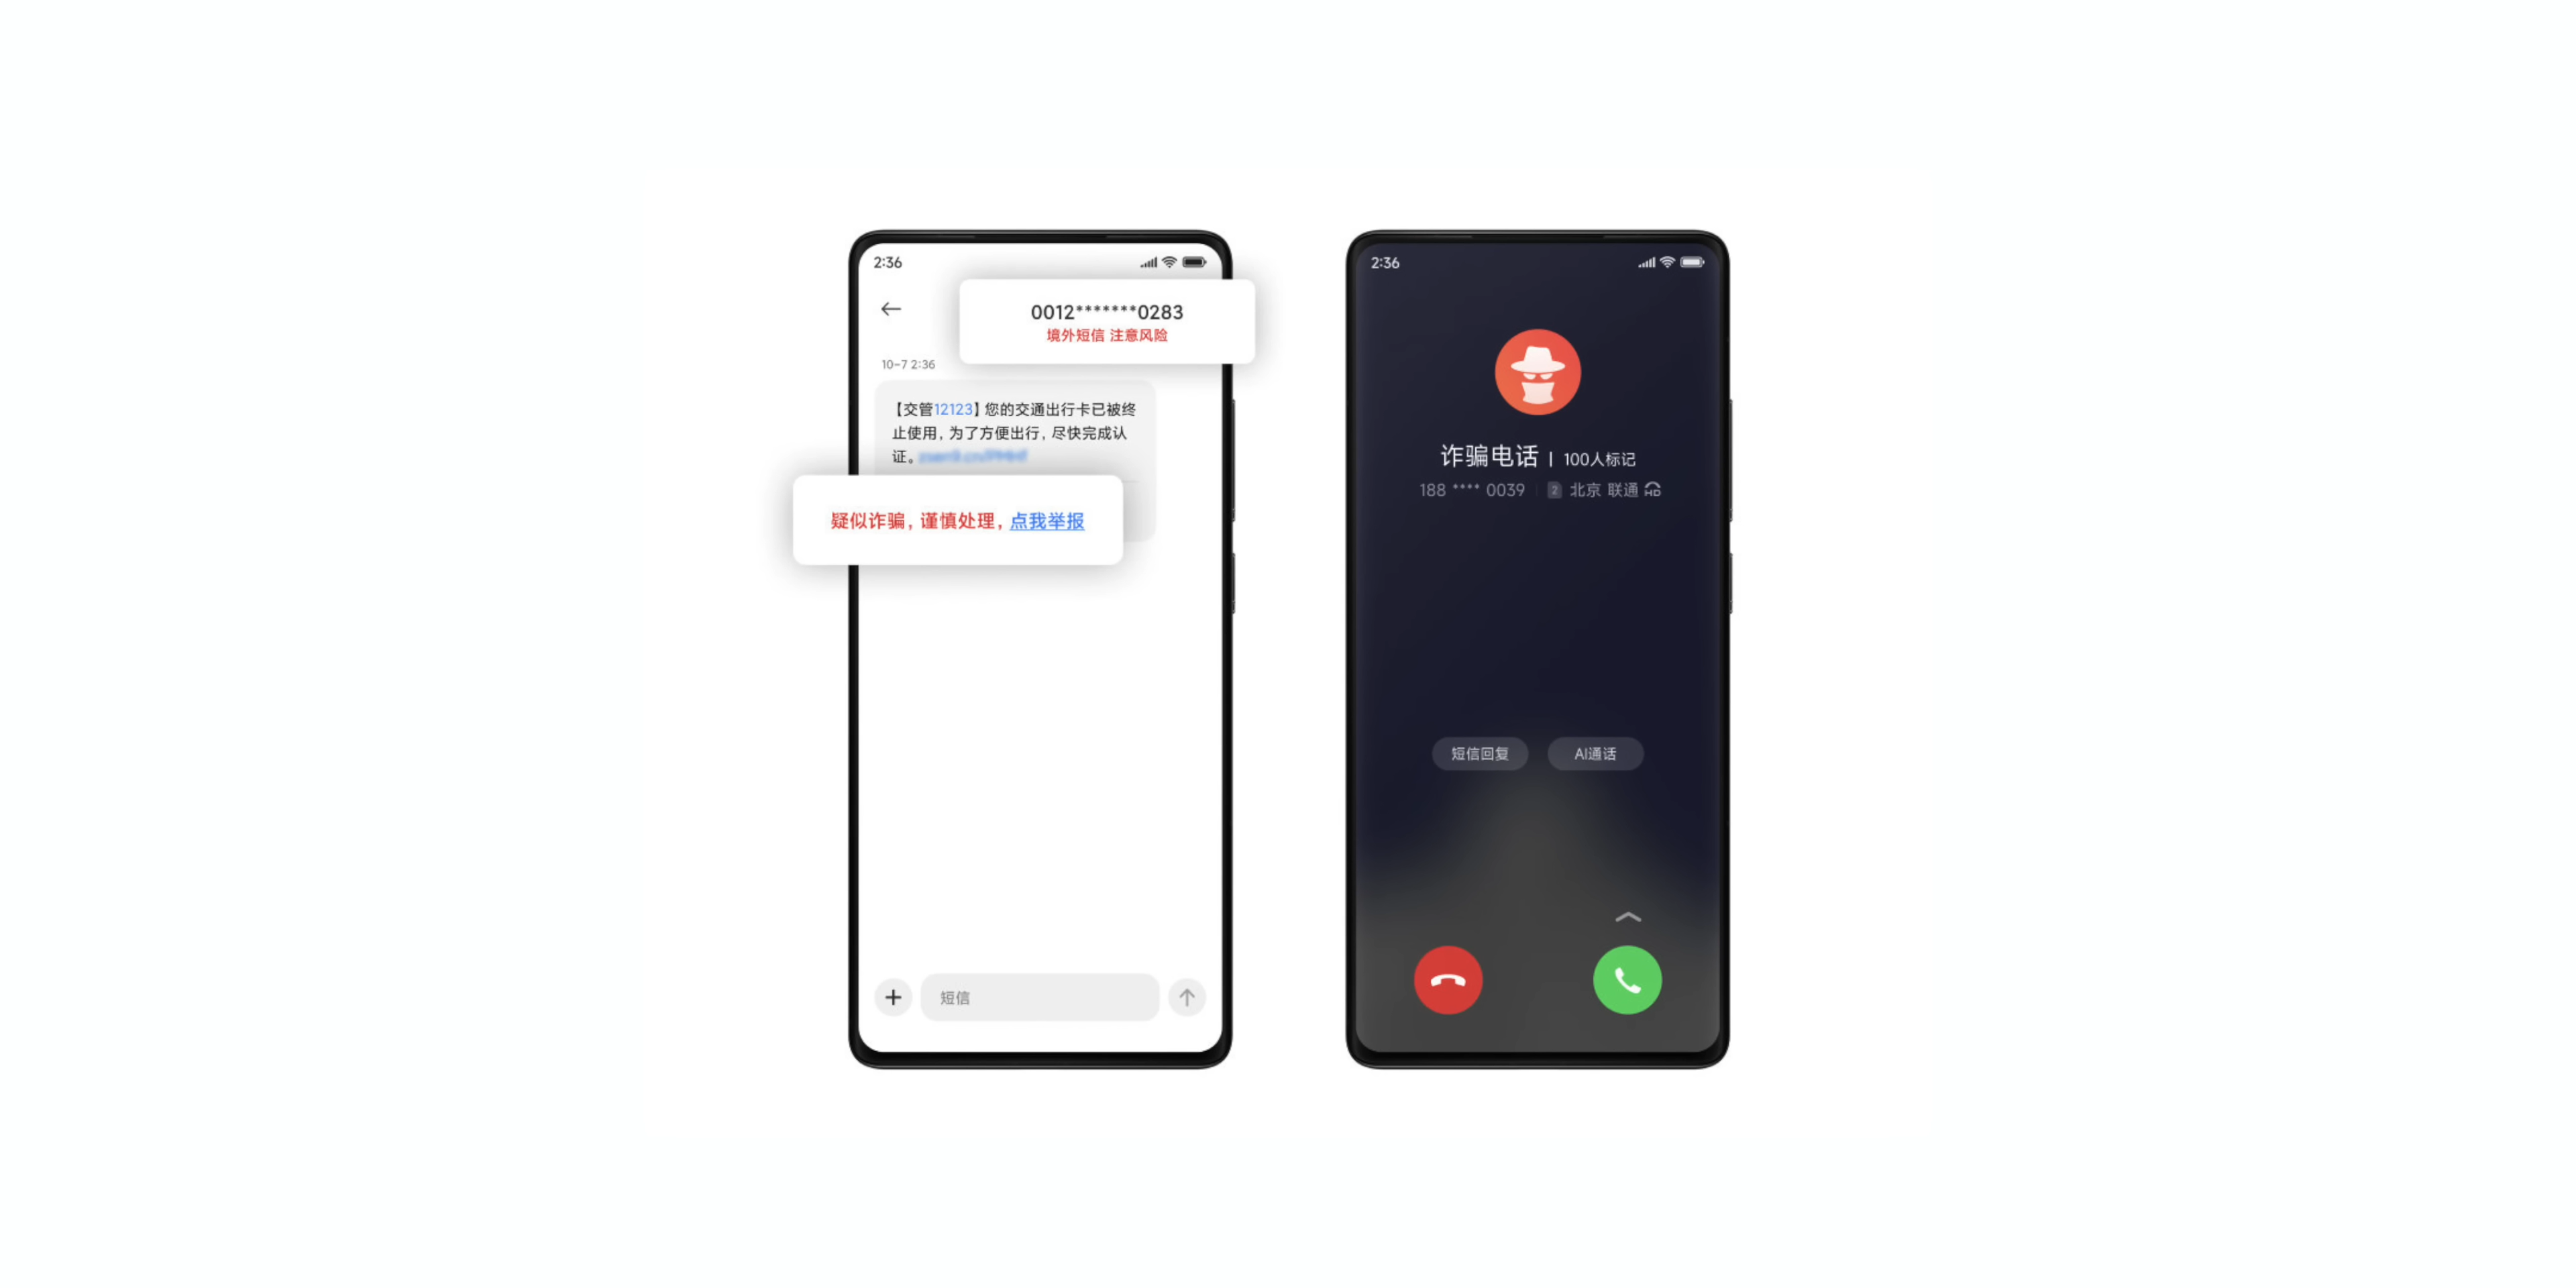 2:36
0012*******0283
境外短信 注意风险
10-7 2:36
【交管12123】您的交通出行卡已被终
止使用，为了方便出行，尽快完成认
证。
疑似诈骗，谨慎处理，点我举报
短信
2:36
诈骗电话 | 100人标记
188 **** 0039 | 2 北京 联通 HD
短信回复
AI通话